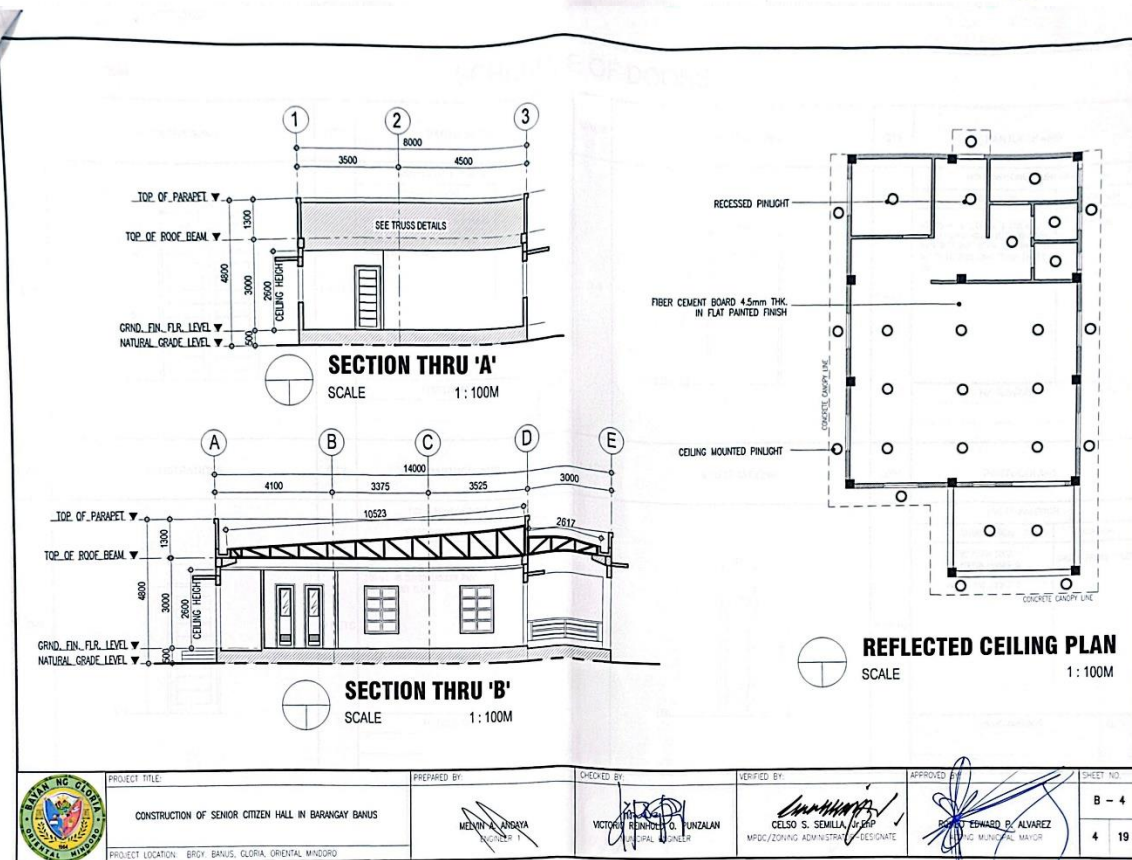 1
2
3
8000
3500
4500
TOP OF PARAPET
TOP OF ROOF BEAM
SEE TRUSS DETAILS
1300
4800
3000
2600
CEILING HEIGHT
500
GRND. FIN. FLR. LEVEL
NATURAL GRADE LEVEL
SECTION THRU 'A'
SCALE 1 : 100M
A
B
C
D
E
14000
4100
3375
3525
3000
10523
2617
TOP OF PARAPET
TOP OF ROOF BEAM
1300
4800
3000
2600
CEILING HEIGHT
500
GRND. FIN. FLR. LEVEL
NATURAL GRADE LEVEL
SECTION THRU 'B'
SCALE 1 : 100M
RECESSED PINLIGHT
FIBER CEMENT BOARD 4.5mm THK.
IN FLAT PAINTED FINISH
CONCRETE CANOPY LINE
CEILING MOUNTED PINLIGHT
CONCRETE CANOPY LINE
REFLECTED CEILING PLAN
SCALE 1 : 100M
BAYAN NG GLORIA
ORIENTAL MINDORO
PROJECT TITLE:
CONSTRUCTION OF SENIOR CITIZEN HALL IN BARANGAY BANUS
PROJECT LOCATION: BRGY. BANUS, GLORIA, ORIENTAL MINDORO
PREPARED BY:
MELVIN A. ANDAYA
ENGINEER I
CHECKED BY:
VICTORIO REINHOLD O. PUNZALAN
MUNICIPAL ENGINEER
VERIFIED BY:
CELSO S. SEMILLA, Jr. EnP
MPDC/ZONING ADMINISTRATOR-DESIGNATE
APPROVED BY:
EDWARD P. ALVAREZ
MUNICIPAL MAYOR
SHEET NO.
B - 4
4 19